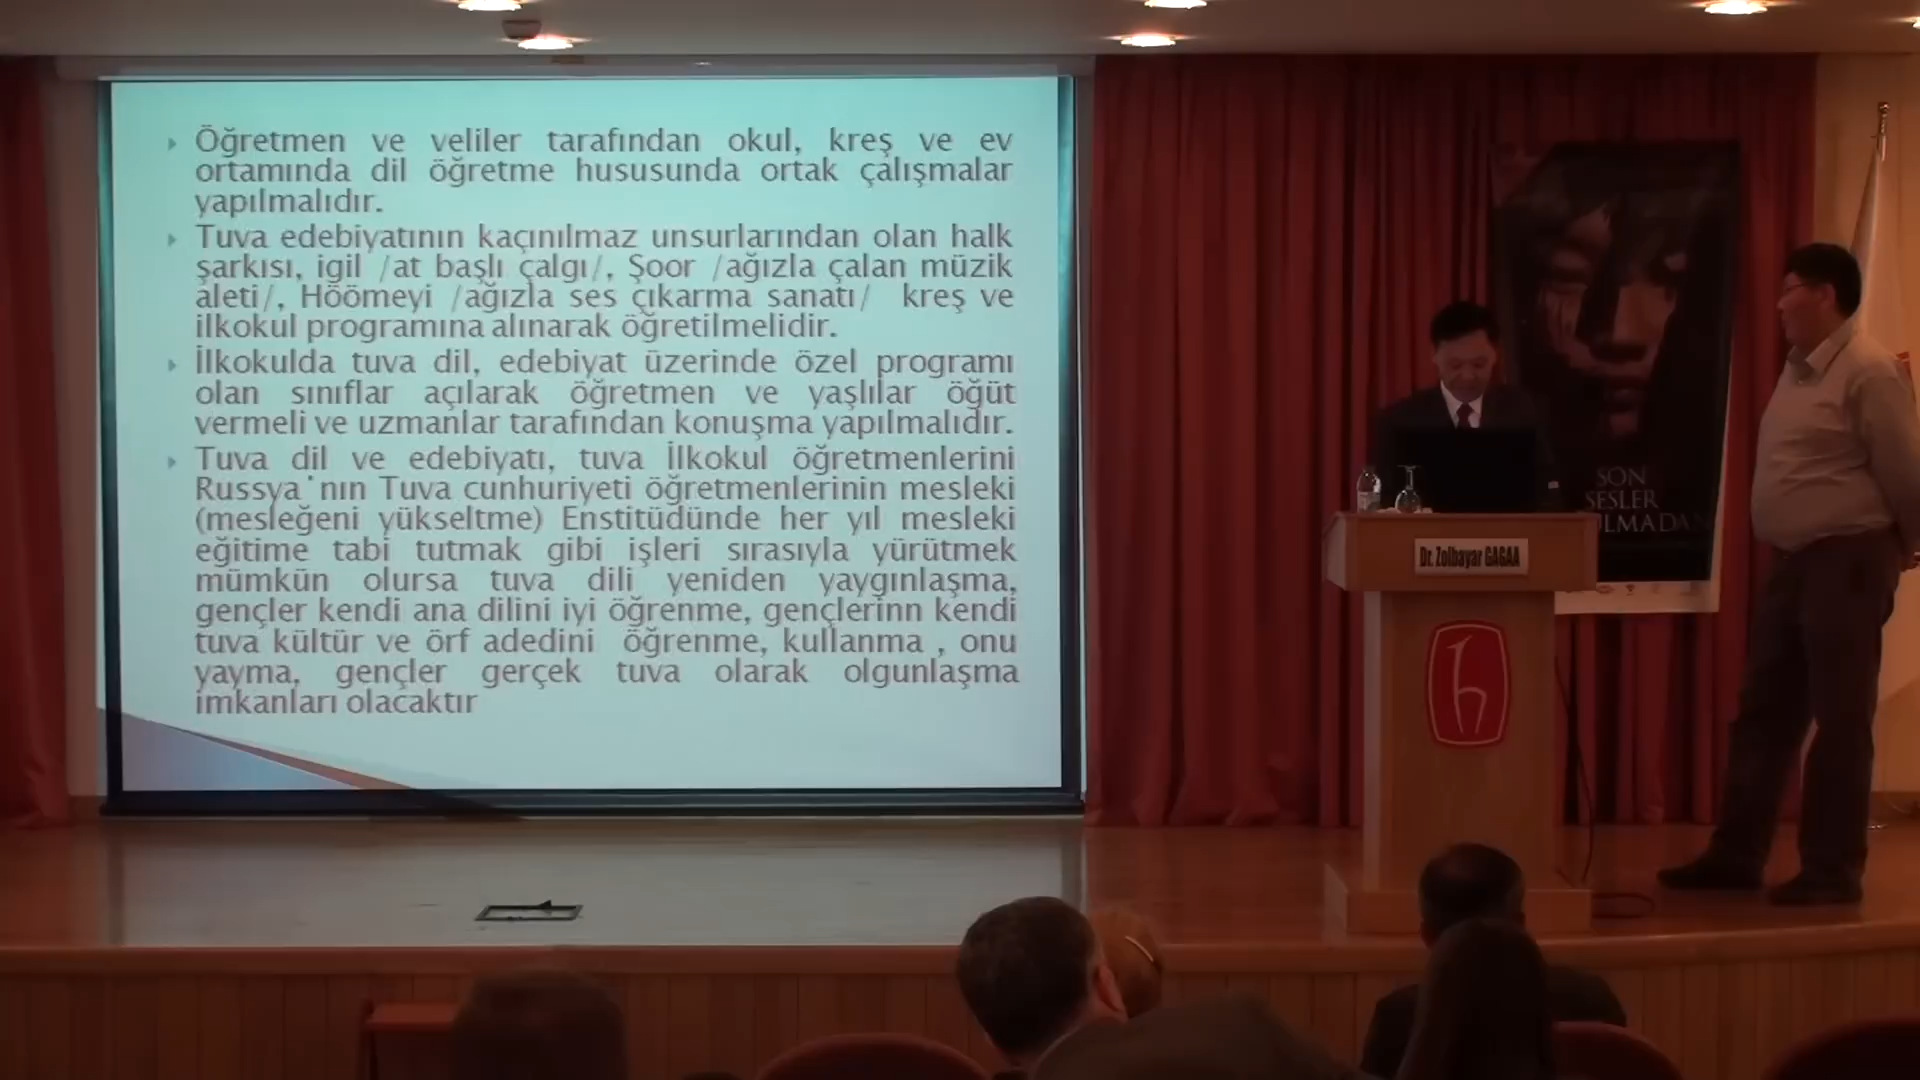 Öğretmen ve veliler tarafından okul, kreş ve ev
ortamında dil öğretme hususunda ortak çalışmalar
yapılmalıdır.
Tuva edebiyatının kaçınılmaz unsurlarından olan halk
şarkısı, igil /at başlı çalgı/, Şoor /ağızla çalan müzik
aleti/, Höömeyi /ağızla ses çıkarma sanatı/ kreş ve
ilkokul programına alınarak öğretilmelidir.
İlkokulda tuva dil, edebiyat üzerinde özel programı
olan sınıflar açılarak öğretmen ve yaşlılar öğüt
vermeli ve uzmanlar tarafından konuşma yapılmalıdır.
Tuva dil ve edebiyatı, tuva İlkokul öğretmenlerini
Russya'nın Tuva cunhuriyeti öğretmenlerinin mesleki
(mesleğeni yükseltme) Enstitüdünde her yıl mesleki
eğitime tabi tutmak gibi işleri sırasıyla yürütmek
mümkün olursa tuva dili yeniden yaygınlaşma,
gençler kendi ana dilini iyi öğrenme, gençlerinn kendi
tuva kültür ve örf adedini öğrenme, kullanma , onu
yayma, gençler gerçek tuva olarak olgunlaşma
imkanları olacaktır
SON
SESLER
OLMADAN
Dr. Zolbayar GAGAA